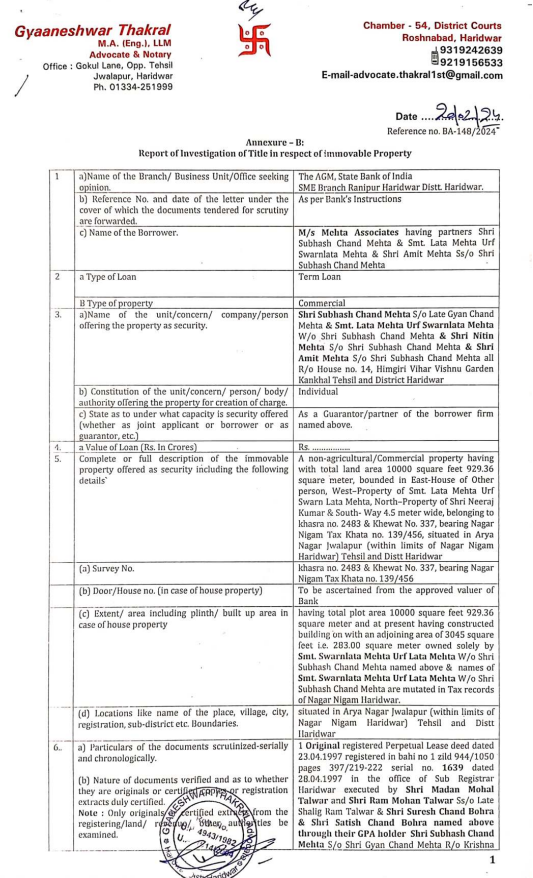 Gyaaneshwar Thakral
M.A. (Eng.), LLM
Advocate & Notary
Office : Gokul Lane, Opp. Tehsil
Jwalapur, Haridwar
Ph. 01334-251999
Chamber - 54, District Courts
Roshnabad, Haridwar
9319242639
9219156533
E-mail-advocate.thakral1st@gmail.com
Date ....20/02/24.
Reference no. BA-148/2024
Annexure – B:
Report of Investigation of Title in respect of immovable Property
1
a)Name of the Branch/ Business Unit/Office seeking
opinion.
The AGM, State Bank of India
SME Branch Ranipur Haridwar Distt. Haridwar.
b) Reference No. and date of the letter under the
cover of which the documents tendered for scrutiny
are forwarded.
As per Bank's Instructions
c) Name of the Borrower.
M/s Mehta Associates having partners Shri
Subhash Chand Mehta & Smt. Lata Mehta Urf
Swarnlata Mehta & Shri Amit Mehta Ss/o Shri
Subhash Chand Mehta
2
a Type of Loan
Term Loan
B Type of property
Commercial
3.
a)Name of the unit/concern/ company/person
offering the property as security.
Shri Subhash Chand Mehta S/o Late Gyan Chand
Mehta & Smt. Lata Mehta Urf Swarnlata Mehta
W/o Shri Subhash Chand Mehta & Shri Nitin
Mehta S/o Shri Subhash Chand Mehta & Shri
Amit Mehta S/o Shri Subhash Chand Mehta all
R/o House no. 14, Himgiri Vihar Vishnu Garden
Kankhal Tehsil and District Haridwar
b) Constitution of the unit/concern/ person/ body/
authority offering the property for creation of charge.
Individual
c) State as to under what capacity is security offered
(whether as joint applicant or borrower or as
guarantor, etc.)
As a Guarantor/partner of the borrower firm
named above.
4.
a Value of Loan (Rs. In Crores)
Rs. .................
5.
Complete or full description of the immovable
property offered as security including the following
details`
A non-agricultural/Commercial property having
with total land area 10000 square feet 929.36
square meter, bounded in East-House of Other
person, West–Property of Smt. Lata Mehta Urf
Swarn Lata Mehta, North–Property of Shri Neeraj
Kumar & South- Way 4.5 meter wide, belonging to
khasra no. 2483 & Khewat No. 337, bearing Nagar
Nigam Tax Khata no. 139/456, situated in Arya
Nagar Jwalapur (within limits of Nagar Nigam
Haridwar) Tehsil and Distt Haridwar
(a) Survey No.
khasra no. 2483 & Khewat No. 337, bearing Nagar
Nigam Tax Khata no. 139/456
(b) Door/House no. (in case of house property)
To be ascertained from the approved valuer of
Bank
(c) Extent/ area including plinth/ built up area in
case of house property
having total plot area 10000 square feet 929.36
square meter and at present having constructed
building on with an adjoining area of 3045 square
feet i.e. 283.00 square meter owned solely by
Smt. Swarnlata Mehta Urf Lata Mehta W/o Shri
Subhash Chand Mehta named above & names of
Smt. Swarnlata Mehta Urf Lata Mehta W/o Shri
Subhash Chand Mehta are mutated in Tax records
of Nagar Nigam Haridwar.
(d) Locations like name of the place, village, city,
registration, sub-district etc. Boundaries.
situated in Arya Nagar Jwalapur (within limits of
Nagar Nigam Haridwar) Tehsil and Distt
Haridwar
6..
a) Particulars of the documents scrutinized-serially
and chronologically.
(b) Nature of documents verified and as to whether
they are originals or certified copies or registration
extracts duly certified.
Note : Only originals or certified extracts from the
registering/land/ revenue/ other authorities be
examined.
1 Original registered Perpetual Lease deed dated
23.04.1997 registered in bahi no 1 zild 944/1050
pages 397/219-222 serial no. 1639 dated
28.04.1997 in the office of Sub Registrar
Haridwar executed by Shri Madan Mohal
Talwar and Shri Ram Mohan Talwar Ss/o Late
Shalig Ram Talwar & Shri Suresh Chand Bohra
& Shri Satish Chand Bohra named above
through their GPA holder Shri Subhash Chand
Mehta S/o Shri Gyan Chand Mehta R/o Krishna
GYANESHWAR THAKRAL
4943/1982
1